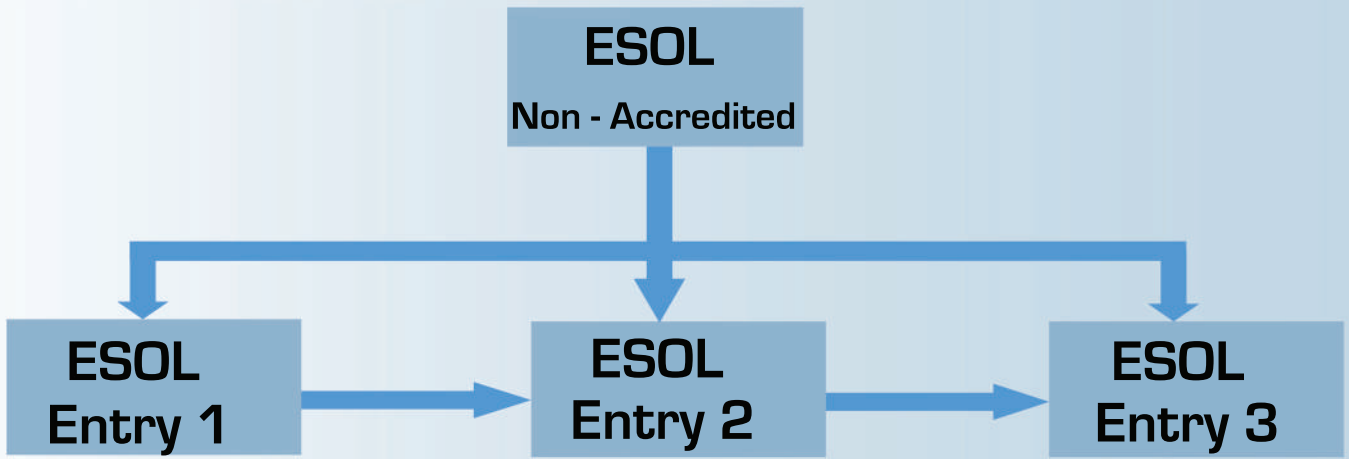 ESOL
Non - Accredited
ESOL
Entry 1
ESOL
Entry 2
ESOL
Entry 3